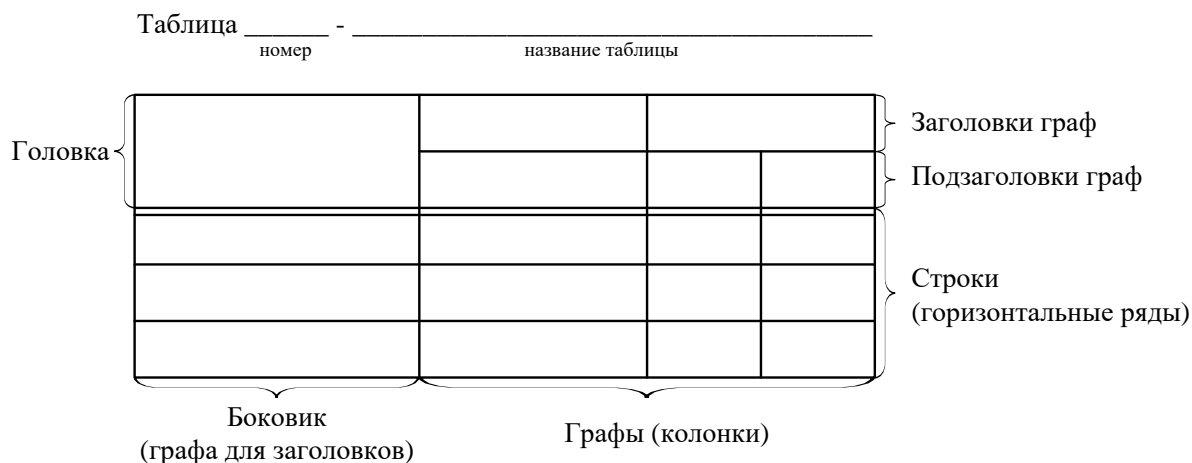 Таблица ______ - _____________________________________
номер
название таблицы
Заголовки граф
Головка
Подзаголовки граф
Строки
(горизонтальные ряды)
Боковик
(графа для заголовков)
Графы (колонки)